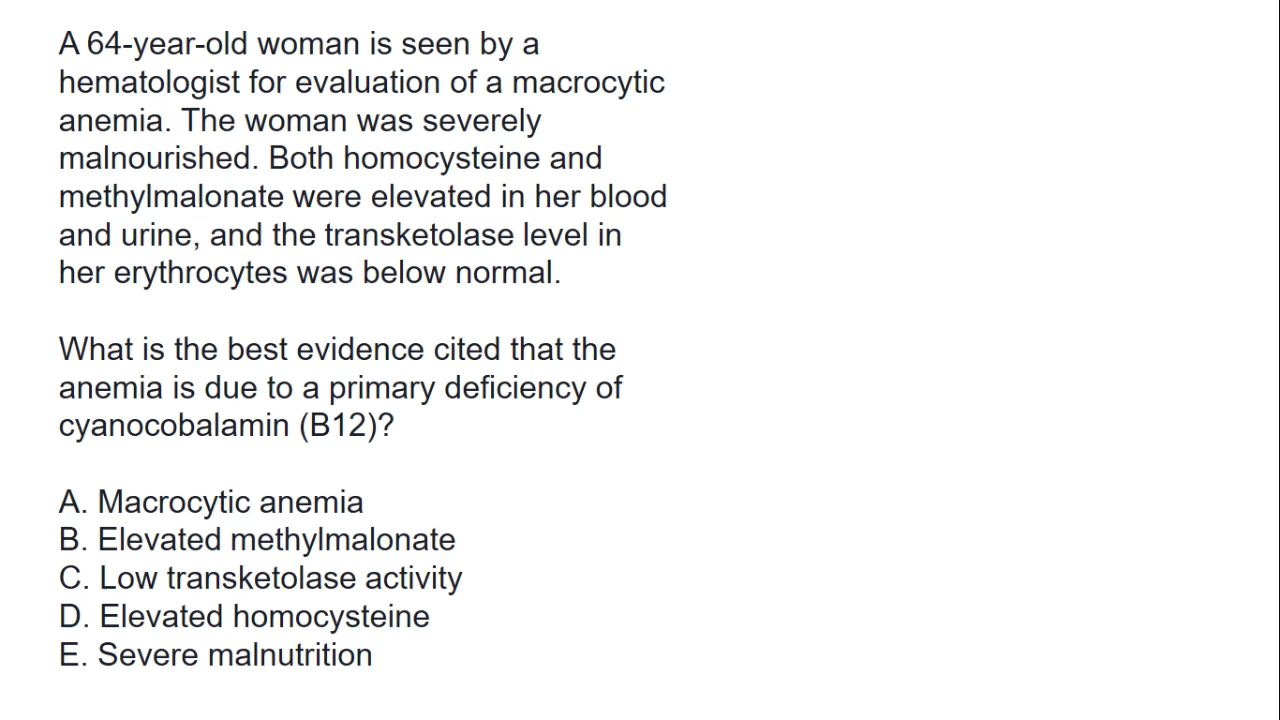 A 64-year-old woman is seen by a
hematologist for evaluation of a macrocytic
anemia. The woman was severely
malnourished. Both homocysteine and
methylmalonate were elevated in her blood
and urine, and the transketolase level in
her erythrocytes was below normal.
What is the best evidence cited that the
anemia is due to a primary deficiency of
cyanocobalamin (B12)?
A. Macrocytic anemia
B. Elevated methylmalonate
C. Low transketolase activity
D. Elevated homocysteine
E. Severe malnutrition